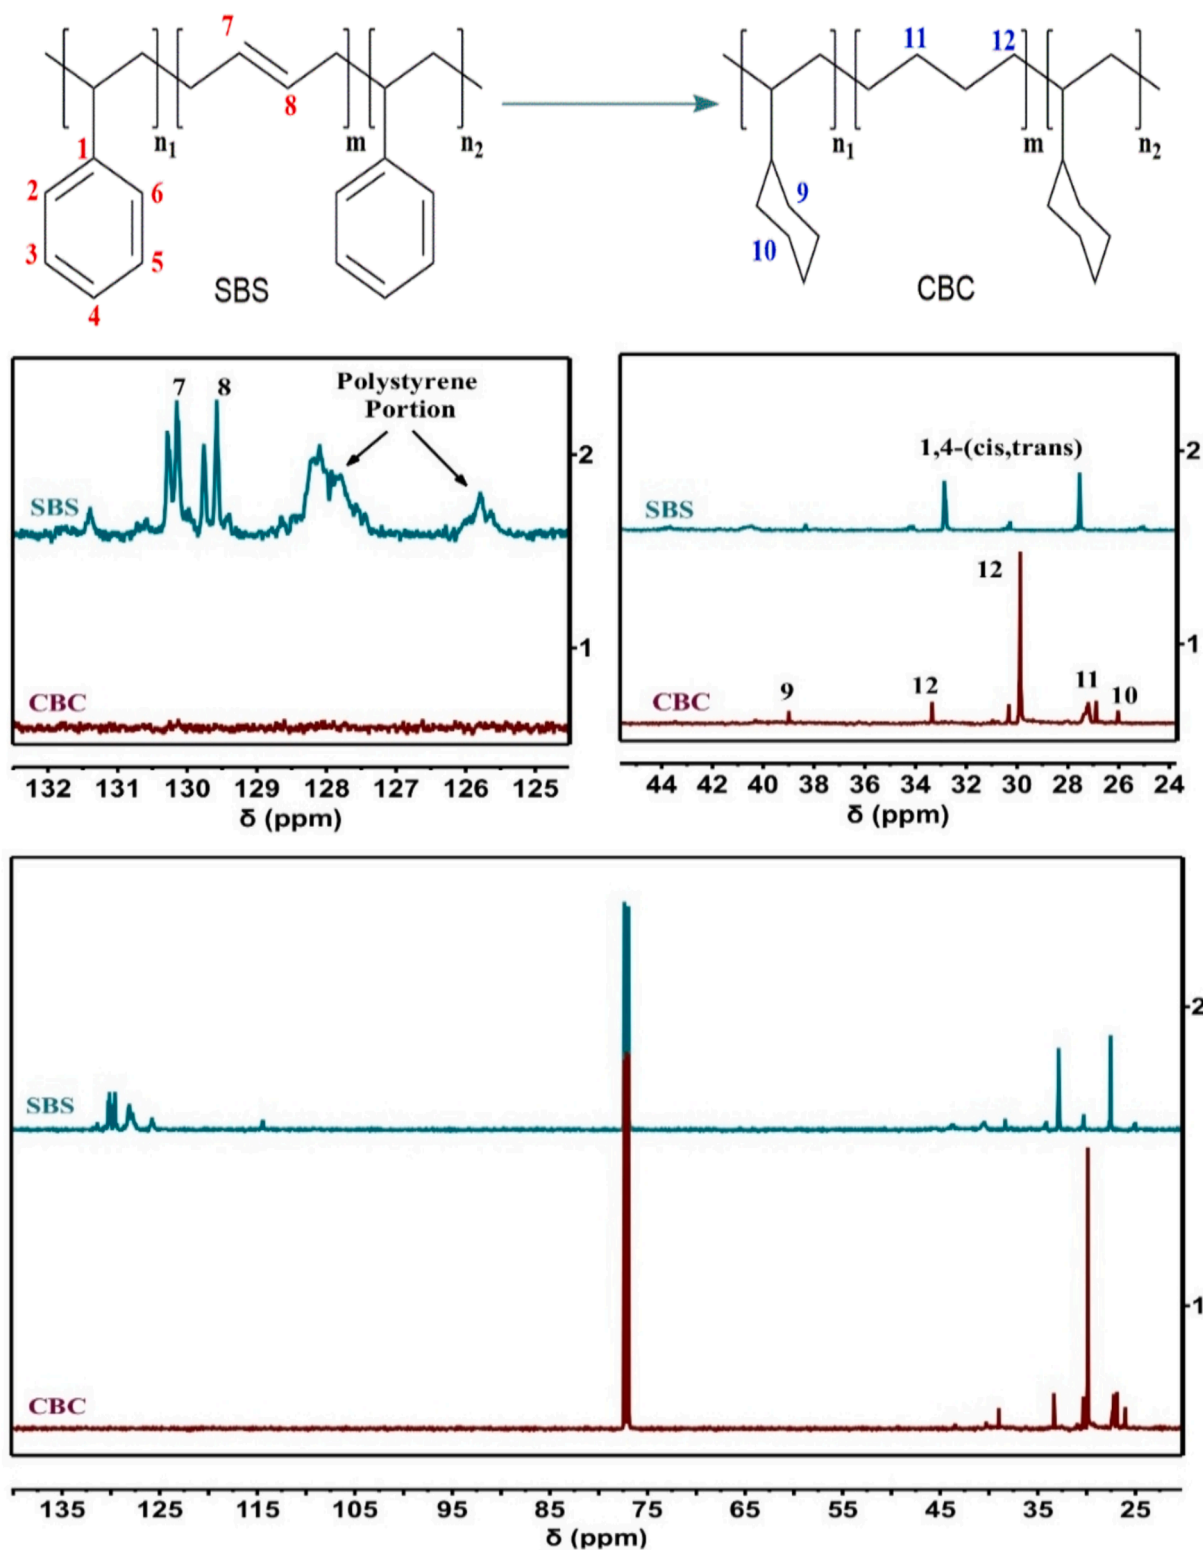 7
11
12
8
n1
m
n2
n1
m
n2
1
2
6
9
3
5
10
4
SBS
CBC
7
8
Polystyrene
Portion
2
SBS
1
CBC
132 131 130 129 128 127 126 125
δ (ppm)
1,4-(cis,trans)
2
SBS
12
1
CBC
9
12
11
10
44 42 40 38 36 34 32 30 28 26 24
δ (ppm)
2
SBS
1
CBC
135 125 115 105 95 85 75 65 55 45 35 25
δ (ppm)